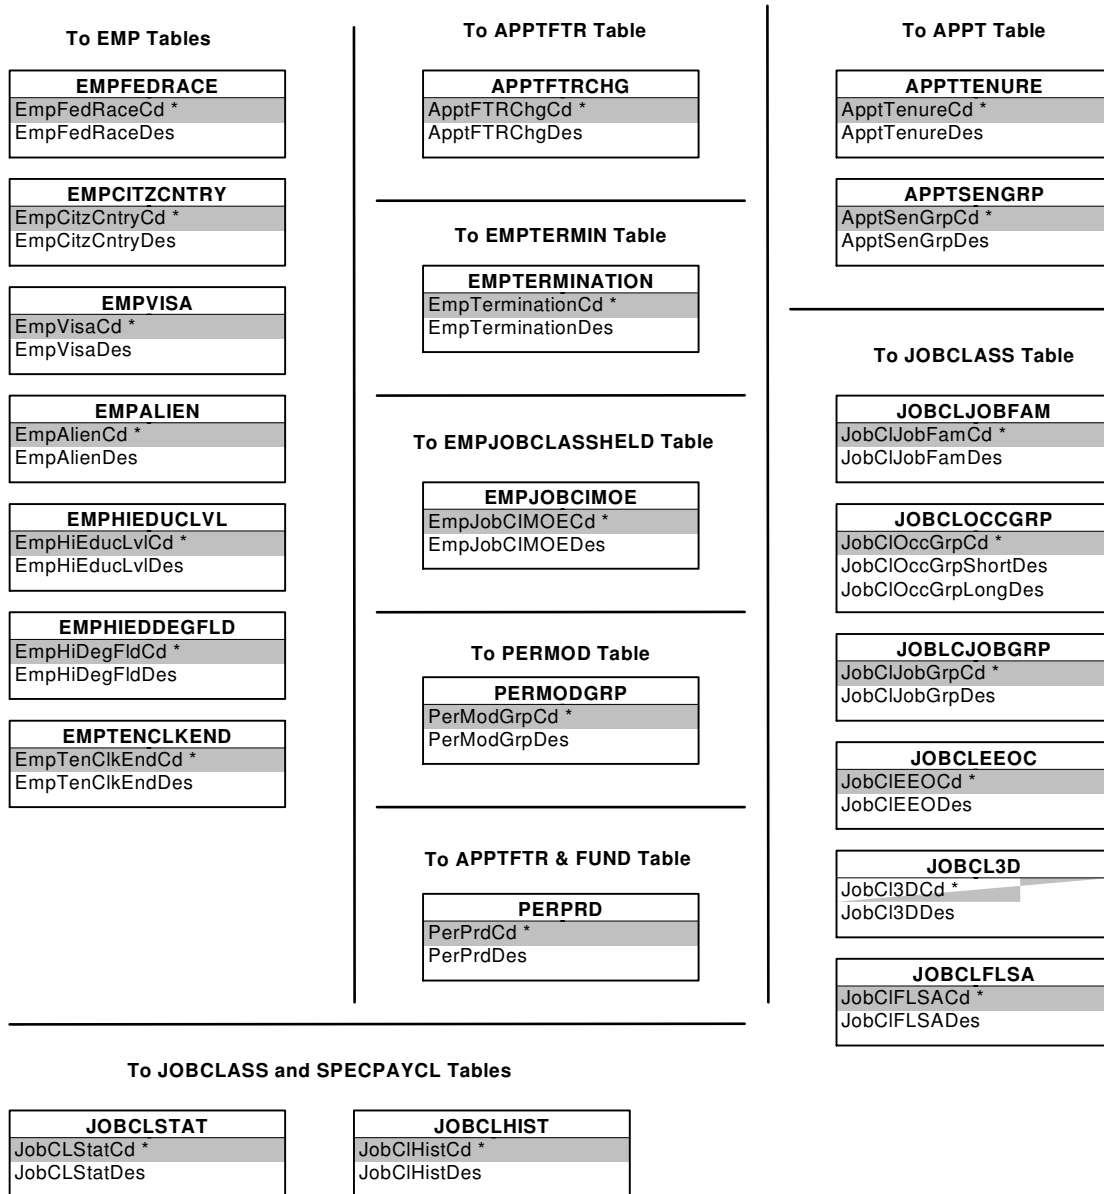 To EMP Tables
EMPFEDRACE
EmpFedRaceCd *
EmpFedRaceDes
EMPCITZCNTRY
EmpCitzCntryCd *
EmpCitzCntryDes
EMPVISA
EmpVisaCd *
EmpVisaDes
EMPALIEN
EmpAlienCd *
EmpAlienDes
EMPHIEDUCLVL
EmpHiEducLvlCd *
EmpHiEducLvlDes
EMPHIEDDEGFLD
EmpHiDegFldCd *
EmpHiDegFldDes
EMPTENCLKEND
EmpTenClkEndCd *
EmpTenClkEndDes
To APPTFTR Table
APPTFTRCHG
ApptFTRChgCd *
ApptFTRChgDes
To EMPTERMIN Table
EMPTERMINATION
EmpTerminationCd *
EmpTerminationDes
To EMPJOBCLASSHELD Table
EMPJOBCIMOE
EmpJobCIMOECd *
EmpJobCIMOEDes
To PERMOD Table
PERMODGRP
PerModGrpCd *
PerModGrpDes
To APPTFTR & FUND Table
PERPRD
PerPrdCd *
PerPrdDes
To APPT Table
APPTTENURE
ApptTenureCd *
ApptTenureDes
APPTSENGRP
ApptSenGrpCd *
ApptSenGrpDes
To JOBCLASS Table
JOBCLJOBFAM
JobClJobFamCd *
JobClJobFamDes
JOBCLOCCGRP
JobClOccGrpCd *
JobClOccGrpShortDes
JobClOccGrpLongDes
JOBLCJOBGRP
JobClJobGrpCd *
JobClJobGrpDes
JOBCLEEOC
JobClEEOCd *
JobClEEODes
JOBCL3D
JobCl3DCd *
JobCl3DDes
JOBCLFLSA
JobClFLSACd *
JobClFLSADes
To JOBCLASS and SPECPAYCL Tables
JOBCLSTAT
JobCLStatCd *
JobCLStatDes
JOBCLHIST
JobClHistCd *
JobClHistDes